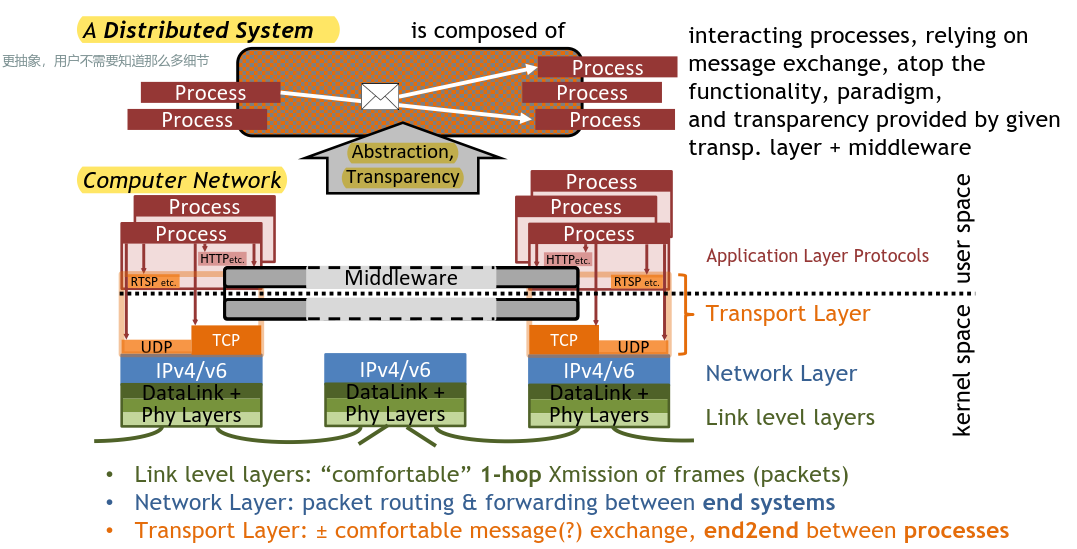 A Distributed System
is composed of
更抽象，用户不需要知道那么多细节
interacting processes, relying on
message exchange, atop the
functionality, paradigm,
and transparency provided by given
transp. layer + middleware
Process
Process
Process
Process
Process
Abstraction,
Transparency
Computer Network
Process
Process
HTTPetc.
RTSP etc.
Middleware
Process
Process
Process
HTTPetc.
RTSP etc.
Application Layer Protocols
user space
UDP
TCP
TCP
UDP
Transport Layer
kernel space
IPv4/v6
IPv4/v6
IPv4/v6
Network Layer
DataLink +
Phy Layers
DataLink +
Phy Layers
DataLink +
Phy Layers
Link level layers
• Link level layers: “comfortable” 1-hop Xmission of frames (packets)
• Network Layer: packet routing & forwarding between end systems
• Transport Layer: ± comfortable message(?) exchange, end2end between processes